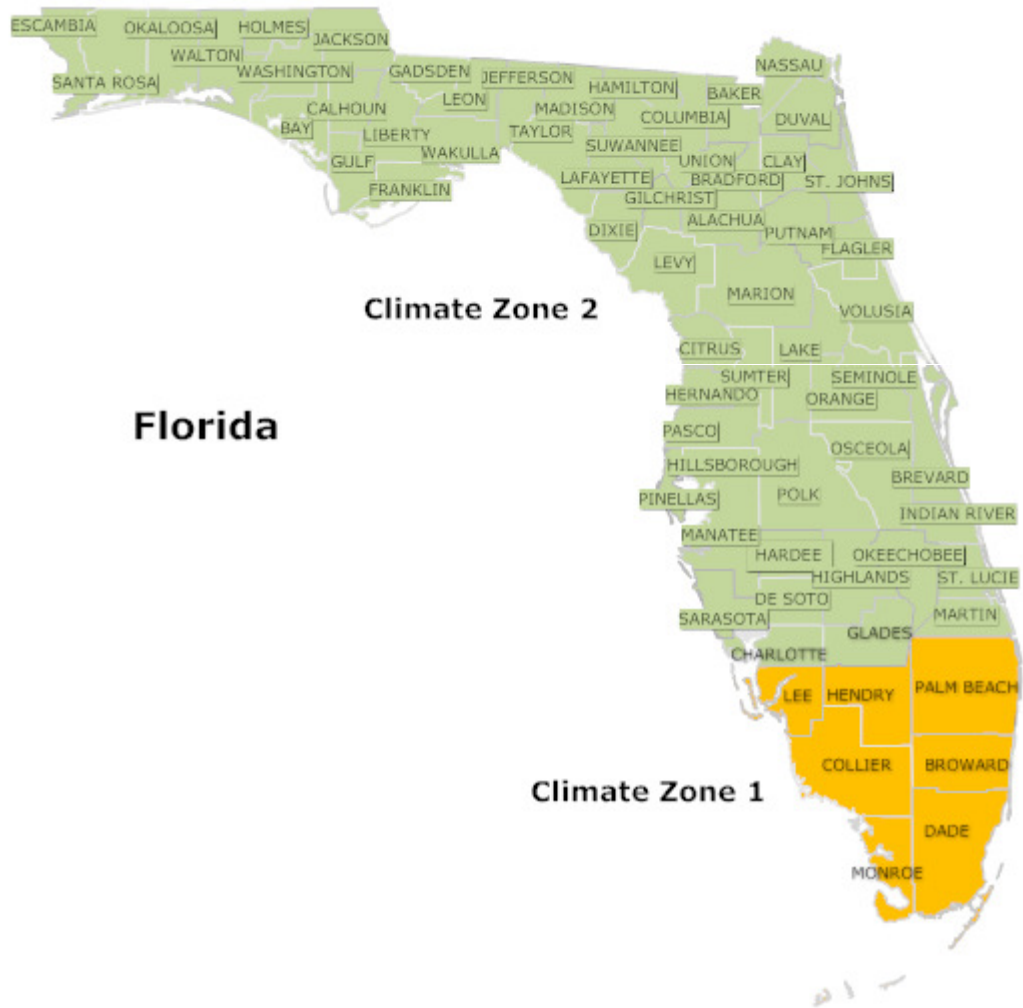 ESCAMBIA
OKALOOSA
HOLMES
JACKSON
WALTON
SANTA ROSA
WASHINGTON
GADSDEN
JEFFERSON
HAMILTON
BAKER
NASSAU
CALHOUN
LEON
MADISON
COLUMBIA
DUVAL
BAY
LIBERTY
TAYLOR
SUWANNEE
GULF
WAKULLA
UNION
CLAY
FRANKLIN
LAFAYETTE
BRADFORD
ST. JOHNS
GILCHRIST
DIXIE
ALACHUA
PUTNAM
FLAGLER
LEVY
MARION
Climate Zone 2
VOLUSIA
CITRUS
LAKE
SUMTER
SEMINOLE
HERNANDO
ORANGE
Florida
PASCO
OSCEOLA
HILLSBOROUGH
BREVARD
PINELLAS
POLK
INDIAN RIVER
MANATEE
HARDEE
OKEECHOBEE
HIGHLANDS
ST. LUCIE
DE SOTO
SARASOTA
MARTIN
GLADES
CHARLOTTE
LEE
HENDRY
PALM BEACH
COLLIER
BROWARD
Climate Zone 1
DADE
MONROE